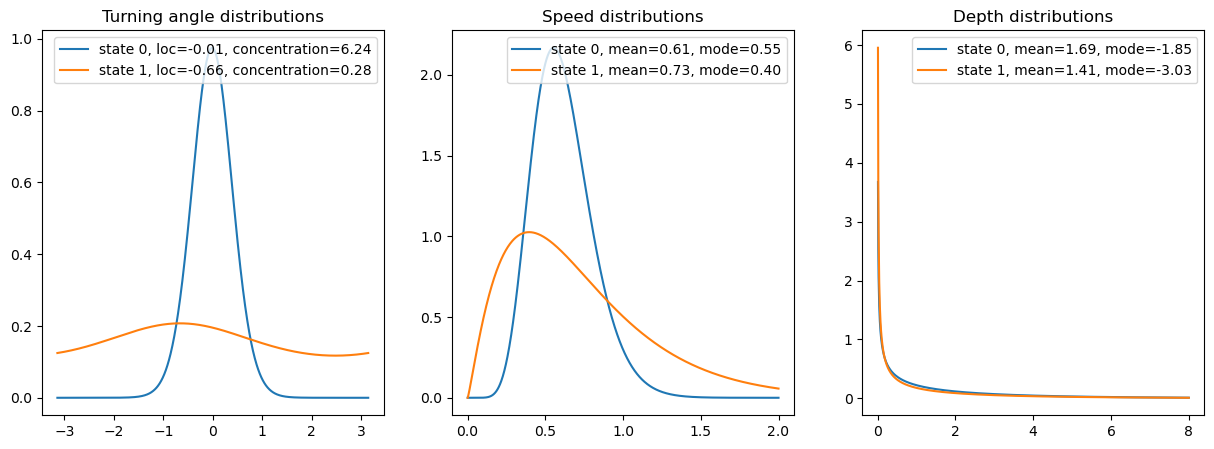 Turning angle distributions
state 0, loc=-0.01, concentration=6.24
state 1, loc=-0.66, concentration=0.28
1.0
0.8
0.6
0.4
0.2
0.0
−3 −2 −1 0 1 2 3
Speed distributions
state 0, mean=0.61, mode=0.55
state 1, mean=0.73, mode=0.40
2.0
1.5
1.0
0.5
0.0
0.0 0.5 1.0 1.5 2.0
Depth distributions
state 0, mean=1.69, mode=-1.85
state 1, mean=1.41, mode=-3.03
6
5
4
3
2
1
0
0 2 4 6 8